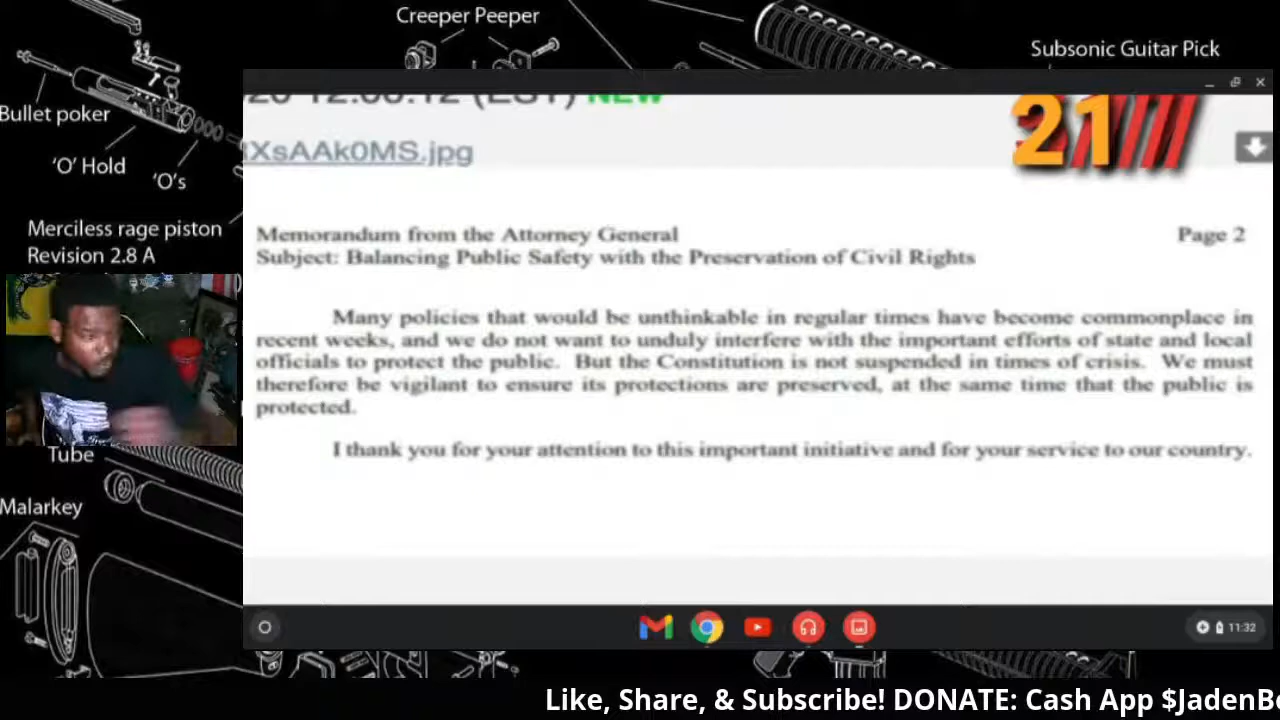 Creeper Peeper
Subsonic Guitar Pick
Bullet poker
'O' Hold
'O's
Merciless rage piston
Revision 2.8 A
Tube
Malarkey
12:00:12 (EST) NEW
XsAAk0MS.jpg
21
Memorandum from the Attorney General Page 2
Subject: Balancing Public Safety with the Preservation of Civil Rights
Many policies that would be unthinkable in regular times have become commonplace in
recent weeks, and we do not want to unduly interfere with the important efforts of state and local
officials to protect the public. But the Constitution is not suspended in times of crisis. We must
therefore be vigilant to ensure its protections are preserved, at the same time that the public is
protected.
I thank you for your attention to this important initiative and for your service to our country.
11:32
Like, Share, & Subscribe! DONATE: Cash App $JadenBo